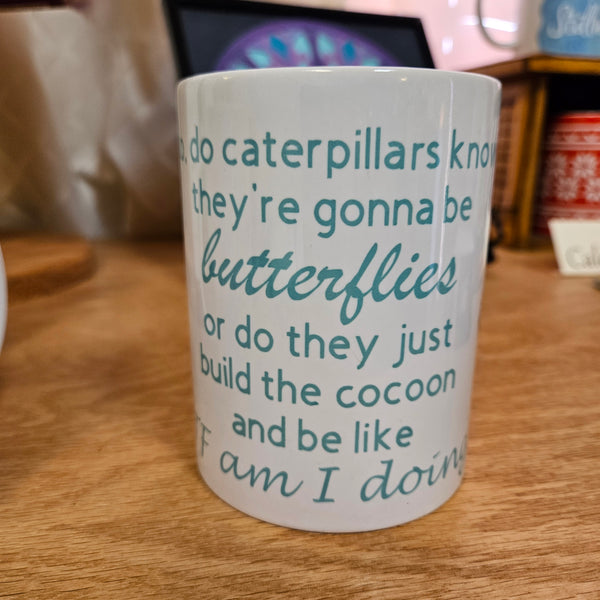 do caterpillars know
they're gonna be
butterflies
or do they just
build the cocoon
and be like
am I doing